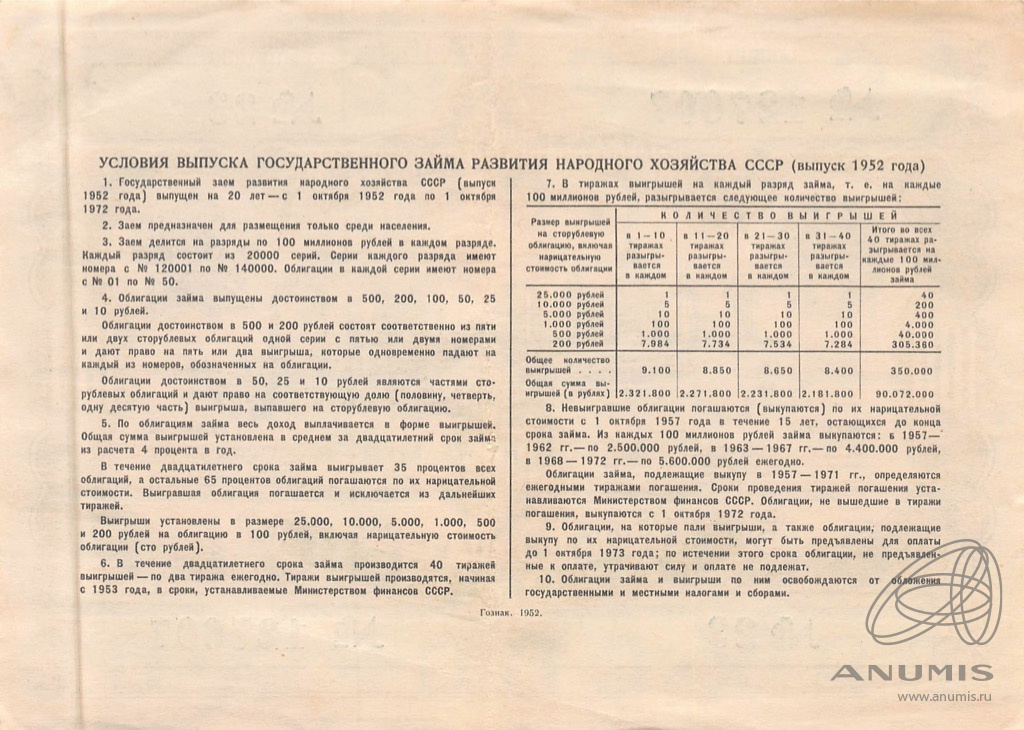 УСЛОВИЯ ВЫПУСКА ГОСУДАРСТВЕННОГО ЗАЙМА РАЗВИТИЯ НАРОДНОГО ХОЗЯЙСТВА СССР (выпуск 1952 года)
1. Государственный заем развития народного хозяйства СССР (выпуск
1952 года) выпущен на 20 лет — с 1 октября 1952 года по 1 октября
1972 года.
2. Заем предназначен для размещения только среди населения.
3. Заем делится на разряды по 100 миллионов рублей в каждом разряде.
Каждый разряд состоит из 20000 серий. Серии каждого разряда имеют
номера с № 120001 по № 140000. Облигации в каждой серии имеют номера
с № 01 по № 50.
4. Облигации займа выпущены достоинством в 500, 200, 100, 50, 25
и 10 рублей.
Облигации достоинством в 500 и 200 рублей состоят соответственно из пяти
или двух сторублевых облигаций одной серии с пятью или двумя номерами
и дают право на пять или два выигрыша, которые одновременно падают на
каждый из номеров, обозначенных на облигации.
Облигации достоинством в 50, 25 и 10 рублей являются частями сто-
рублевых облигаций и дают право на соответствующую долю (половину, четверть,
одну десятую часть) выигрыша, выпавшего на сторублевую облигацию.
5. По облигациям займа весь доход выплачивается в форме выигрышей.
Общая сумма выигрышей установлена в среднем за двадцатилетний срок займа
из расчета 4 процента в год.
В течение двадцатилетнего срока займа выигрывает 35 процентов всех
облигаций, а остальные 65 процентов облигаций погашаются по их нарицательной
стоимости. Выигравшая облигация погашается и исключается из дальнейших
тиражей.
Выигрыши установлены в размере 25.000, 10.000, 5.000, 1.000, 500
и 200 рублей на облигацию в 100 рублей, включая нарицательную стоимость
облигации (сто рублей).
6. В течение двадцатилетнего срока займа производится 40 тиражей
выигрышей — по два тиража ежегодно. Тиражи выигрышей производятся, начиная
с 1953 года, в сроки, устанавливаемые Министерством финансов СССР.
7. В тиражах выигрышей на каждый разряд займа, т. е. на каждые
100 миллионов рублей, разыгрывается следующее количество выигрышей:
Размер выигрышей
на сторублевую
облигацию, включая
нарицательную
стоимость облигации
КОЛИЧЕСТВО ВЫИГРЫШЕЙ
в 1—10
тиражах
разыгры-
вается
в каждом
в 11—20
тиражах
разыгры-
вается
в каждом
в 21—30
тиражах
разыгры-
вается
в каждом
в 31—40
тиражах
разыгры-
вается
в каждом
Итого во всех
40 тиражах ра-
зыгрывается на
каждые 100 мил-
лионов рублей
займа
25.000 рублей 1 1 1 1 40
10.000 рублей 5 5 5 5 200
5.000 рублей 10 10 10 10 400
1.000 рублей 100 100 100 100 4.000
500 рублей 1.000 1.000 1.000 1.000 40.000
200 рублей 7.984 7.734 7.534 7.284 305.360
Общее количество
выигрышей . . . . 9.100 8.850 8.650 8.400 350.000
Общая сумма вы-
игрышей (в рублях) 2.321.800 2.271.800 2.231.800 2.181.800 90.072.000
8. Невыигравшие облигации погашаются (выкупаются) по их нарицательной
стоимости с 1 октября 1957 года в течение 15 лет, остающихся до конца
срока займа. Из каждых 100 миллионов рублей займа выкупаются: в 1957—
1962 гг.— по 2.500.000 рублей, в 1963—1967 гг.— по 4.400.000 рублей,
в 1968—1972 гг.— по 5.600.000 рублей ежегодно.
Облигации займа, подлежащие выкупу в 1957—1971 гг., определяются
ежегодными тиражами погашения. Сроки проведения тиражей погашения уста-
навливаются Министерством финансов СССР. Облигации, не вышедшие в тиражи
погашения, выкупаются с 1 октября 1972 года.
9. Облигации, на которые пали выигрыши, а также облигации, подлежащие
выкупу по их нарицательной стоимости, могут быть предъявлены для оплаты
до 1 октября 1973 года; по истечении этого срока облигации, не предъявлен-
ные к оплате, утрачивают силу и оплате не подлежат.
10. Облигации займа и выигрыши по ним освобождаются от обложения
государственными и местными налогами и сборами.
Гознак. 1952.
ANUMIS
www.anumis.ru